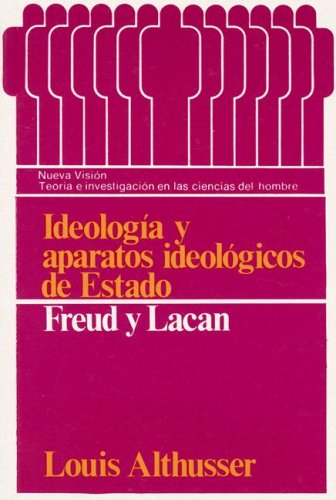 Nueva Visión
Teoría e investigación en las ciencias del hombre
Ideología y
aparatos ideológicos
de Estado
Freud y Lacan
Louis Althusser